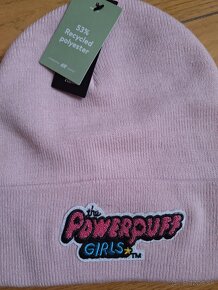 53%
Recycled
polyester
the
POWERPUFF
GIRLS
TM